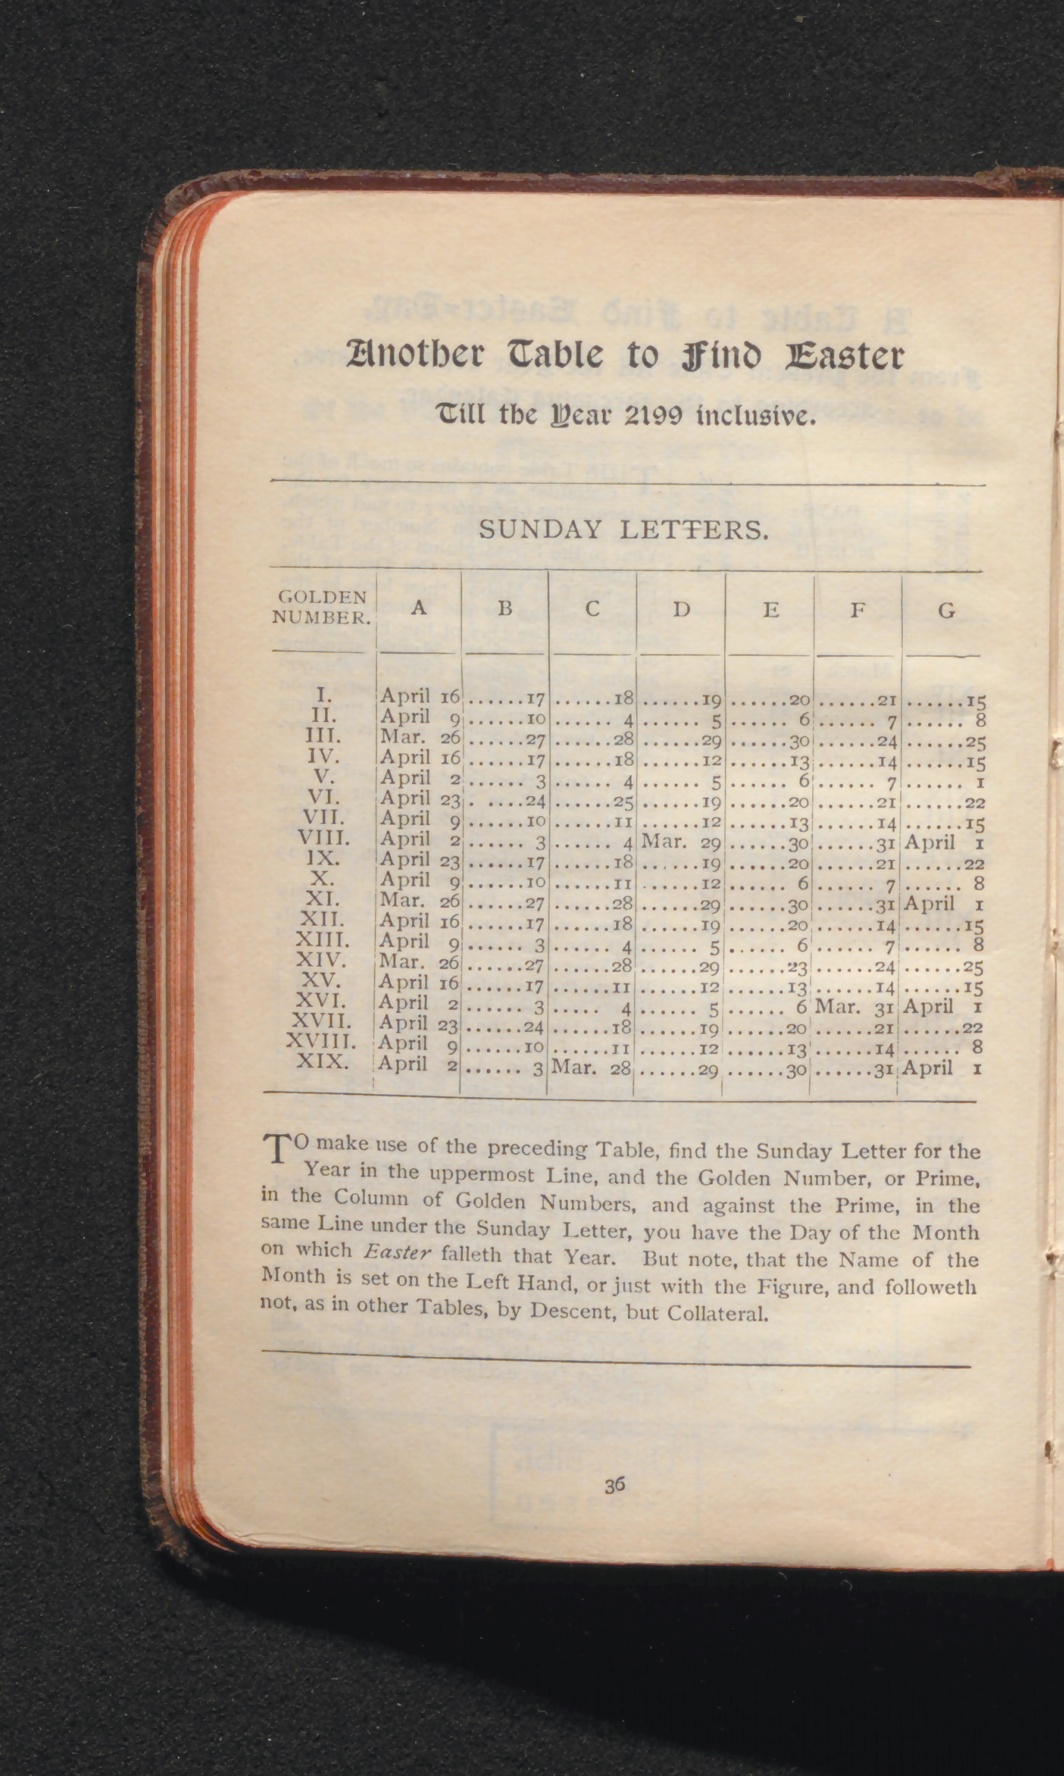 Another Table to Find Easter
Till the Year 2199 inclusive.
SUNDAY LETTERS.
GOLDEN NUMBER. A B C D E F G
I. April 16 ......17 ......18 ......19 ......20 ......21 ......15
II. April 9 ......10 ...... 4 ...... 5 ...... 6 ...... 7 ...... 8
III. Mar. 26 ......27 ......28 ......29 ......30 ......24 ......25
IV. April 16 ......17 ......18 ......12 ......13 ......14 ......15
V. April 2 ...... 3 ...... 4 ...... 5 ...... 6 ...... 7 ...... 1
VI. April 23 . ....24 ......25 ......19 ......20 ......21 ......22
VII. April 9 ......10 ......11 ......12 ......13 ......14 ......15
VIII. April 2 ...... 3 ...... 4 Mar. 29 ......30 ......31 April 1
IX. April 23 ......17 ......18 ......19 ......20 ......21 ......22
X. April 9 ......10 ......11 ......12 ...... 6 ...... 7 ...... 8
XI. Mar. 26 ......27 ......28 ......29 ......30 ......31 April 1
XII. April 16 ......17 ......18 ......19 ......20 ......14 ......15
XIII. April 9 ...... 3 ...... 4 ...... 5 ...... 6 ...... 7 ...... 8
XIV. Mar. 26 ......27 ......28 ......29 ......23 ......24 ......25
XV. April 16 ......17 ......11 ......12 ......13 ......14 ......15
XVI. April 2 ...... 3 ..... 4 ...... 5 ...... 6 Mar. 31 April 1
XVII. April 23 ......24 ......18 ......19 ......20 ......21 ......22
XVIII. April 9 ......10 ......11 ......12 ......13 ......14 ...... 8
XIX. April 2 ...... 3 Mar. 28 ......29 ......30 ......31 April 1
TO make use of the preceding Table, find the Sunday Letter for the
Year in the uppermost Line, and the Golden Number, or Prime,
in the Column of Golden Numbers, and against the Prime, in the
same Line under the Sunday Letter, you have the Day of the Month
on which Easter falleth that Year. But note, that the Name of the
Month is set on the Left Hand, or just with the Figure, and followeth
not, as in other Tables, by Descent, but Collateral.
36